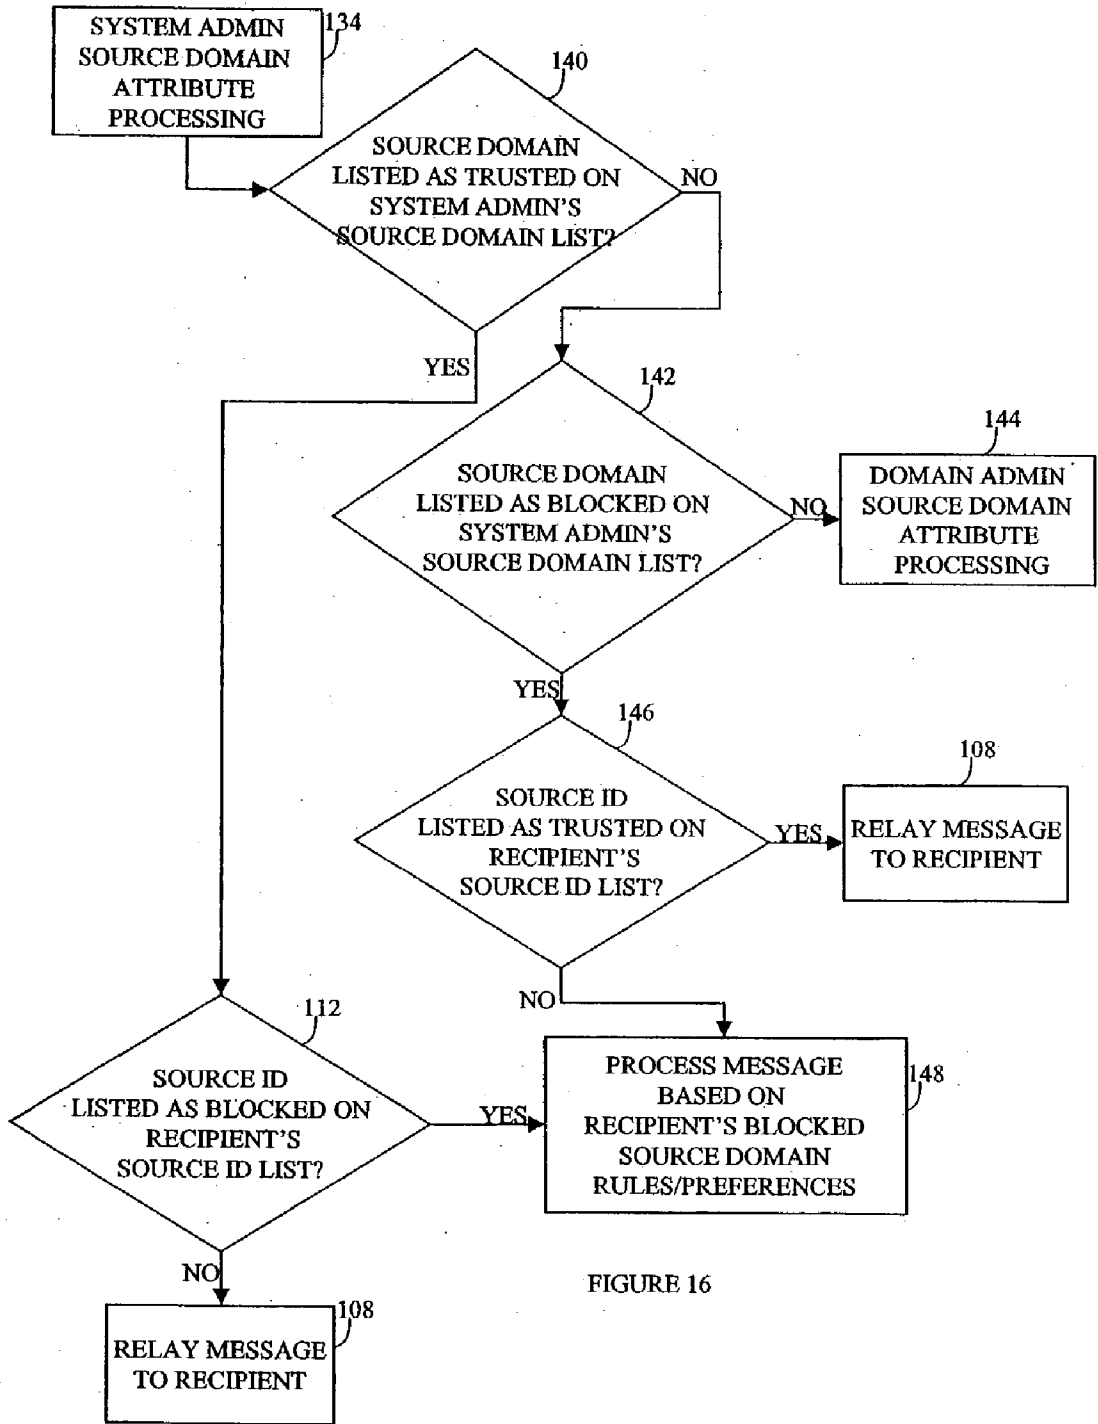 SYSTEM ADMIN
SOURCE DOMAIN
ATTRIBUTE
PROCESSING
134
140
SOURCE DOMAIN
LISTED AS TRUSTED ON
SYSTEM ADMIN'S
SOURCE DOMAIN LIST?
NO
YES
142
SOURCE DOMAIN
LISTED AS BLOCKED ON
SYSTEM ADMIN'S
SOURCE DOMAIN LIST?
NO
144
DOMAIN ADMIN
SOURCE DOMAIN
ATTRIBUTE
PROCESSING
YES
146
SOURCE ID
LISTED AS TRUSTED ON
RECIPIENT'S
SOURCE ID LIST?
YES
108
RELAY MESSAGE
TO RECIPIENT
NO
112
SOURCE ID
LISTED AS BLOCKED ON
RECIPIENT'S
SOURCE ID LIST?
YES
148
PROCESS MESSAGE
BASED ON
RECIPIENT'S BLOCKED
SOURCE DOMAIN
RULES/PREFERENCES
NO
108
RELAY MESSAGE
TO RECIPIENT
FIGURE 16